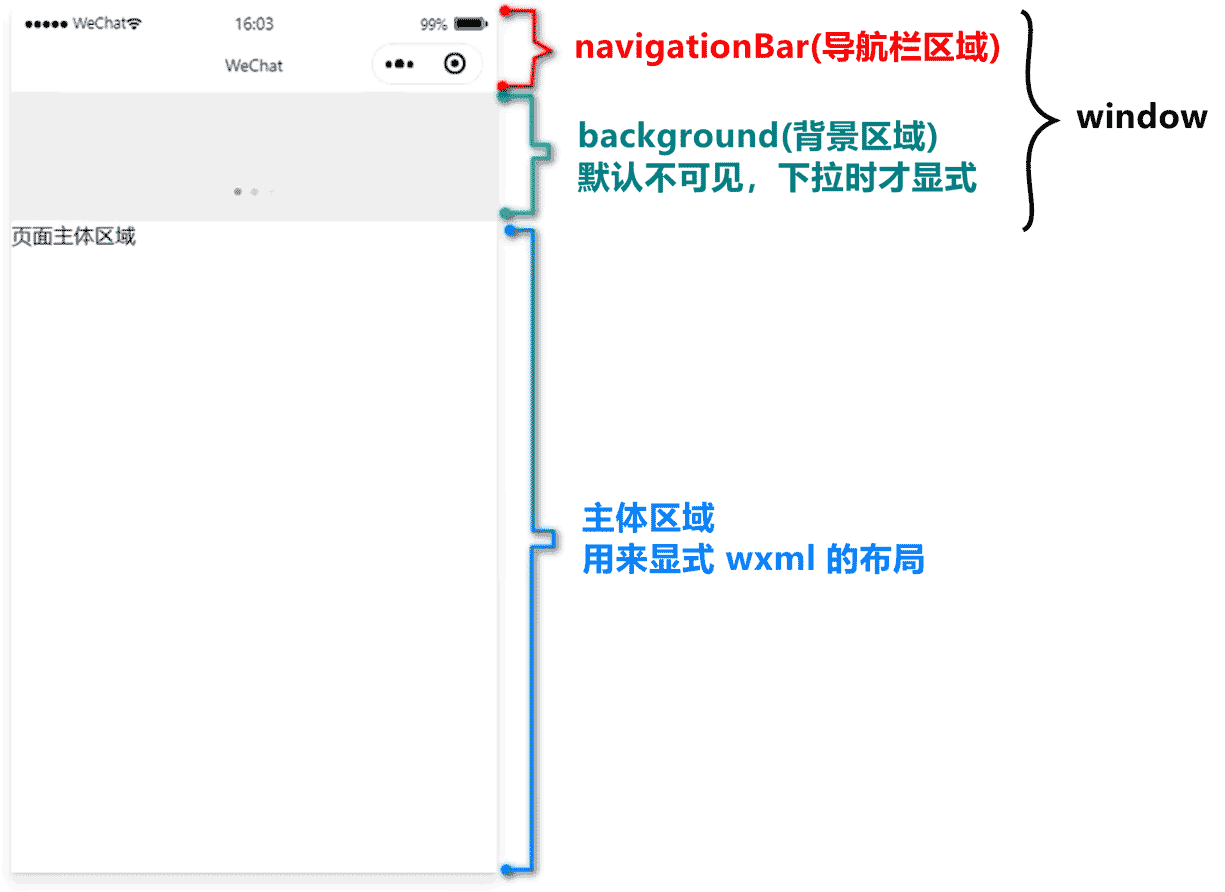 WeChat
16:03
99%
WeChat
页面主体区域
navigationBar(导航栏区域)
background(背景区域)
默认不可见，下拉时才显式
window
主体区域
用来显式 wxml 的布局